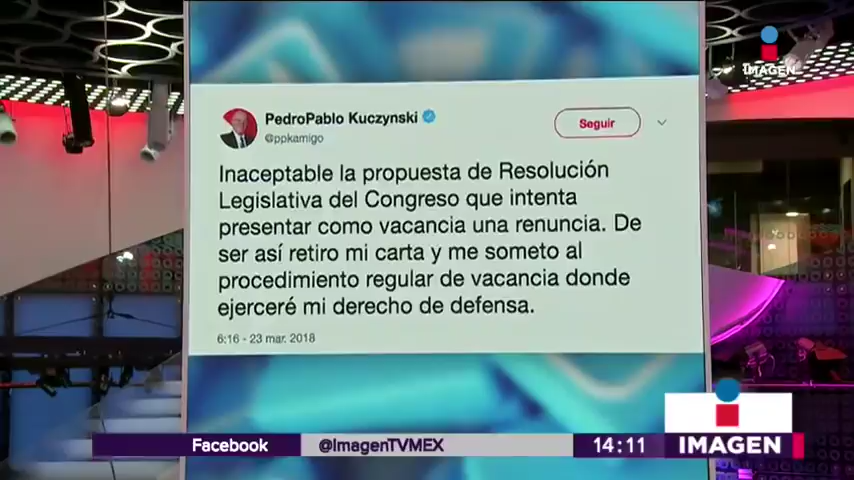 IMAGEN
PedroPablo Kuczynski
@ppkamigo
Seguir
Inaceptable la propuesta de Resolución
Legislativa del Congreso que intenta
presentar como vacancia una renuncia. De
ser así retiro mi carta y me someto al
procedimiento regular de vacancia donde
ejerceré mi derecho de defensa.
6:16 - 23 mar. 2018
Facebook
@ImagenTVMEX
14:11
IMAGEN